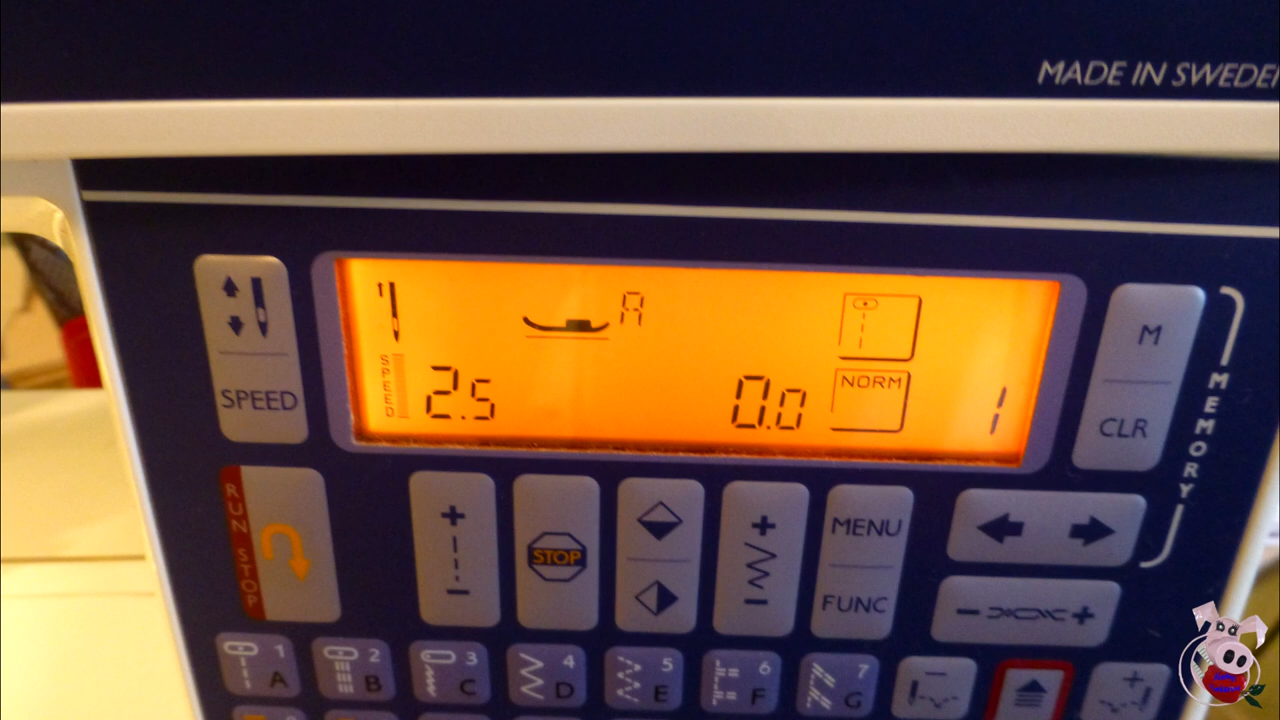 MADE IN SWEDE
SPEED
A
SPEED
2.5
0.0
NORM
1
M
CLR
MEMORY
RUN STOP
STOP
MENU
FUNC
1 A
2 B
3 C
4 D
5 E
6 F
7 G